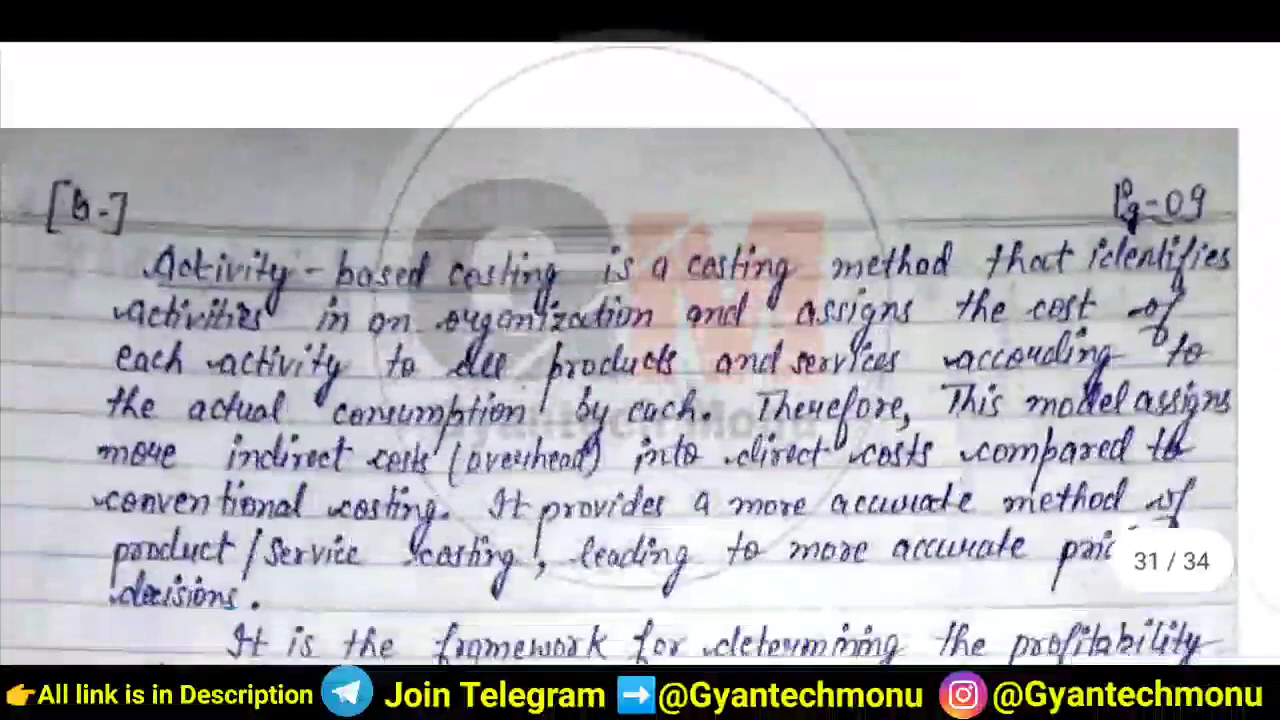 [5-]
Pg-09
Activity-based costing is a costing method that identifies
activities in an organization and assigns the cost of
each activity to all products and services according to
the actual consumption by each. Therefore, This model assigns
more indirect costs (overhead) into direct costs compared to
conventional costing. It provides a more accurate method of
product/service costing, leading to more accurate
decisions.
It is the framework for determining the profitability
31 / 34
Gyantech Monu
👉All link is in Description Join Telegram ➡️@Gyantechmonu @Gyantechmonu